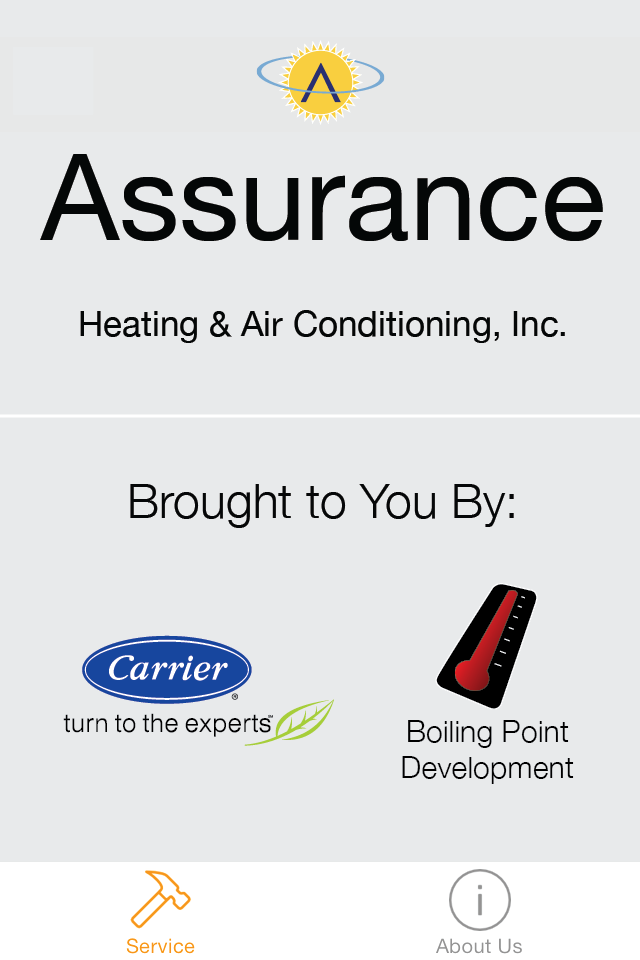 Assurance
Heating & Air Conditioning, Inc.
Brought to You By:
Carrier®
turn to the experts℠
Boiling Point
Development
Service
About Us